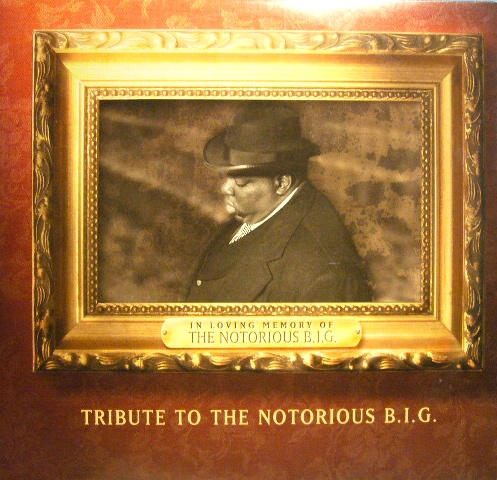 IN LOVING MEMORY OF
THE NOTORIOUS B.I.G.
TRIBUTE TO THE NOTORIOUS B.I.G.